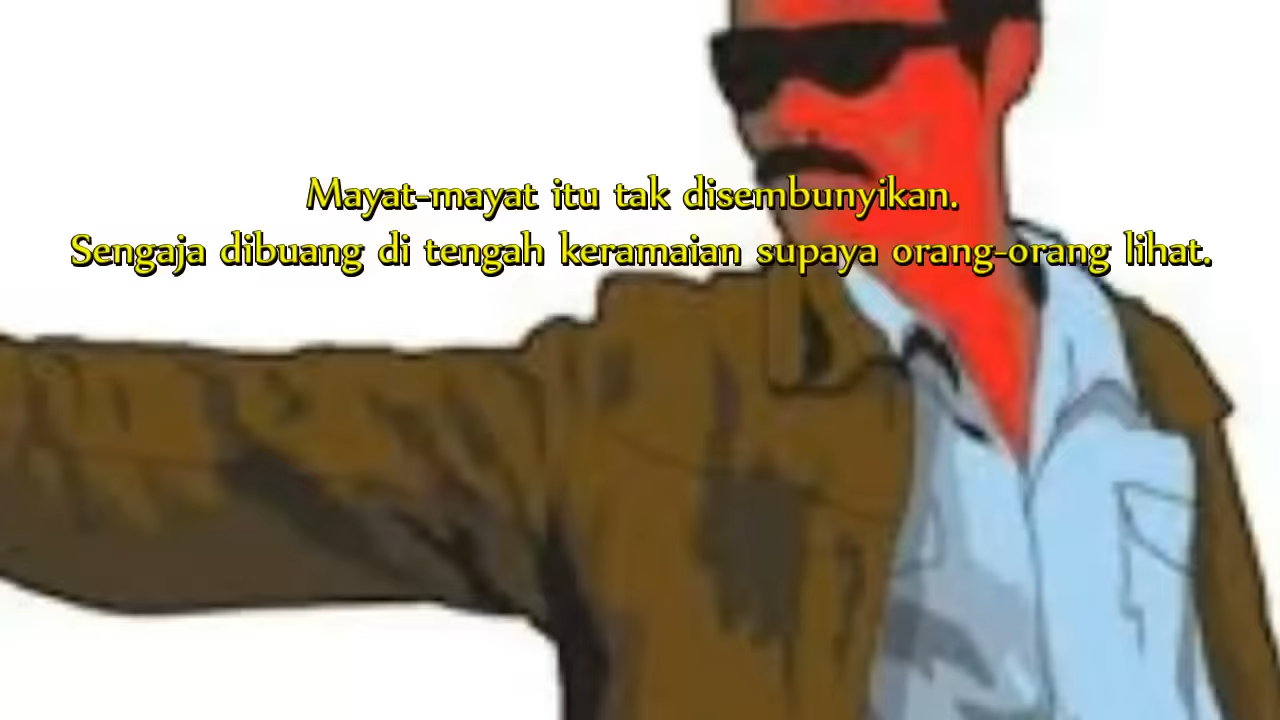 Mayat-mayat itu tak disembunyikan.
Sengaja dibuang di tengah keramaian supaya orang-orang lihat.